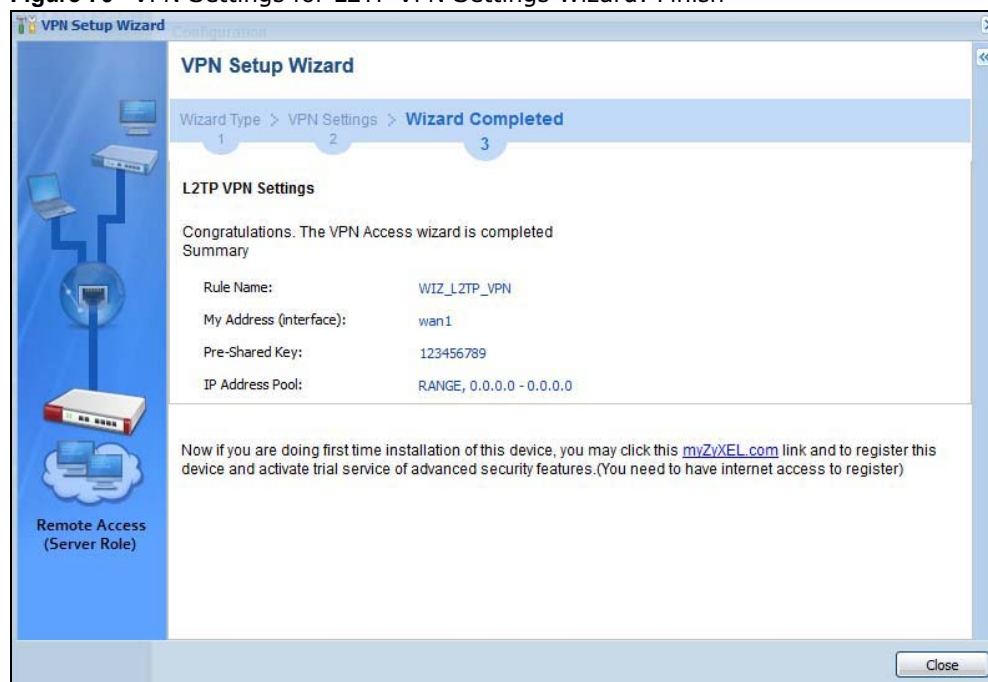 VPN Settings for L2TP VPN Settings Wizard: Finish
VPN Setup Wizard
Configuration
VPN Setup Wizard
Wizard Type > VPN Settings > Wizard Completed
1 2 3
L2TP VPN Settings
Congratulations. The VPN Access wizard is completed
Summary
Rule Name: WIZ_L2TP_VPN
My Address (interface): wan1
Pre-Shared Key: 123456789
IP Address Pool: RANGE, 0.0.0.0 - 0.0.0.0
Now if you are doing first time installation of this device, you may click this myZyXEL.com link and to register this
device and activate trial service of advanced security features.(You need to have internet access to register)
Remote Access
(Server Role)
Close